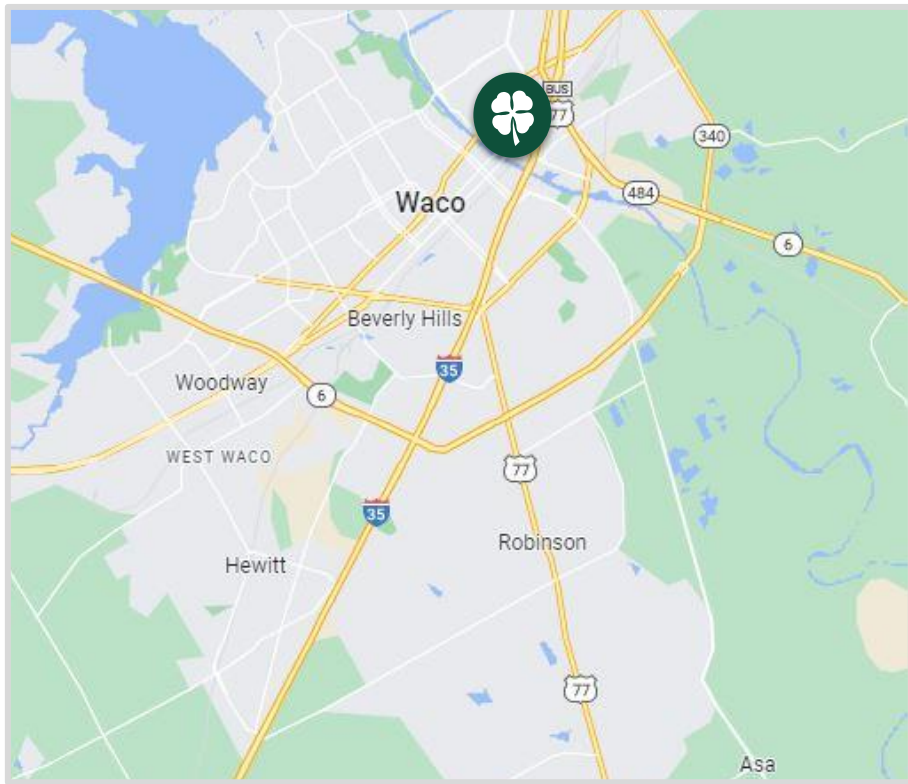 BUS
77
340
484
Waco
6
Beverly Hills
35
Woodway
6
WEST WACO
77
35
Robinson
Hewitt
77
Asa